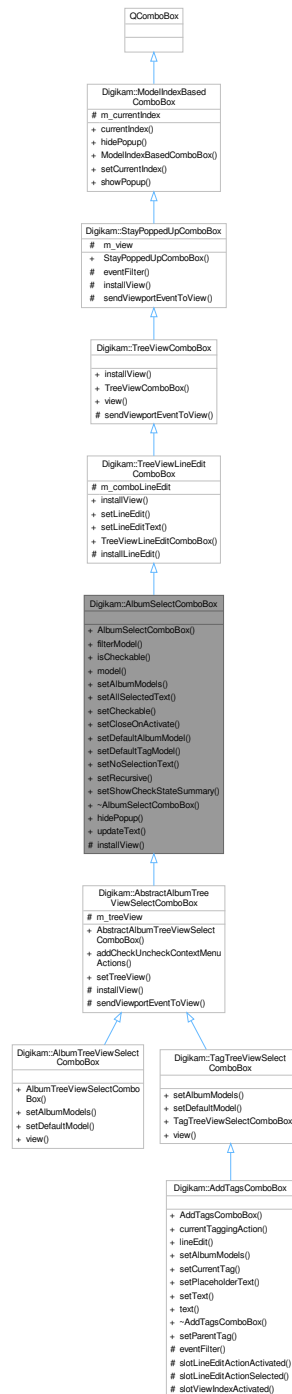 QComboBox
Digikam::ModelIndexBased
ComboBox
# m_currentIndex
+ currentIndex()
+ hidePopup()
+ ModelIndexBasedComboBox()
+ setCurrentIndex()
+ showPopup()
Digikam::StayPoppedUpComboBox
# m_view
+ StayPoppedUpComboBox()
# eventFilter()
# installView()
# sendViewportEventToView()
Digikam::TreeViewComboBox
+ installView()
+ TreeViewComboBox()
+ view()
# sendViewportEventToView()
Digikam::TreeViewLineEdit
ComboBox
# m_comboLineEdit
+ installView()
+ setLineEdit()
+ setLineEditText()
+ TreeViewLineEditComboBox()
# installLineEdit()
Digikam::AlbumSelectComboBox
+ AlbumSelectComboBox()
+ filterModel()
+ isCheckable()
+ model()
+ setAlbumModels()
+ setAllSelectedText()
+ setCheckable()
+ setCloseOnActivate()
+ setDefaultAlbumModel()
+ setDefaultTagModel()
+ setNoSelectionText()
+ setRecursive()
+ setShowCheckStateSummary()
+ ~AlbumSelectComboBox()
+ hidePopup()
+ updateText()
# installView()
Digikam::AbstractAlbumTree
ViewSelectComboBox
# m_treeView
+ AbstractAlbumTreeViewSelect
ComboBox()
+ addCheckUncheckContextMenu
Actions()
+ setTreeView()
# installView()
# sendViewportEventToView()
Digikam::AlbumTreeViewSelect
ComboBox
+ AlbumTreeViewSelectCombo
Box()
+ setAlbumModels()
+ setDefaultModel()
+ view()
Digikam::TagTreeViewSelect
ComboBox
+ setAlbumModels()
+ setDefaultModel()
+ TagTreeViewSelectComboBox()
+ view()
Digikam::AddTagsComboBox
+ AddTagsComboBox()
+ currentTaggingAction()
+ lineEdit()
+ setAlbumModels()
+ setCurrentTag()
+ setPlaceholderText()
+ setText()
+ text()
+ ~AddTagsComboBox()
+ setParentTag()
# eventFilter()
# slotLineEditActionActivated()
# slotLineEditActionSelected()
# slotViewIndexActivated()